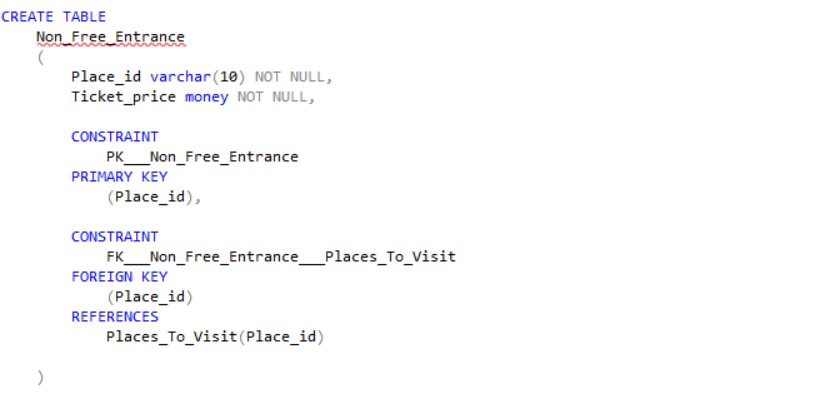 CREATE TABLE
Non_Free_Entrance
(
Place_id varchar(10) NOT NULL,
Ticket_price money NOT NULL,
CONSTRAINT
PK___Non_Free_Entrance
PRIMARY KEY
(Place_id),
CONSTRAINT
FK___Non_Free_Entrance___Places_To_Visit
FOREIGN KEY
(Place_id)
REFERENCES
Places_To_Visit(Place_id)
)